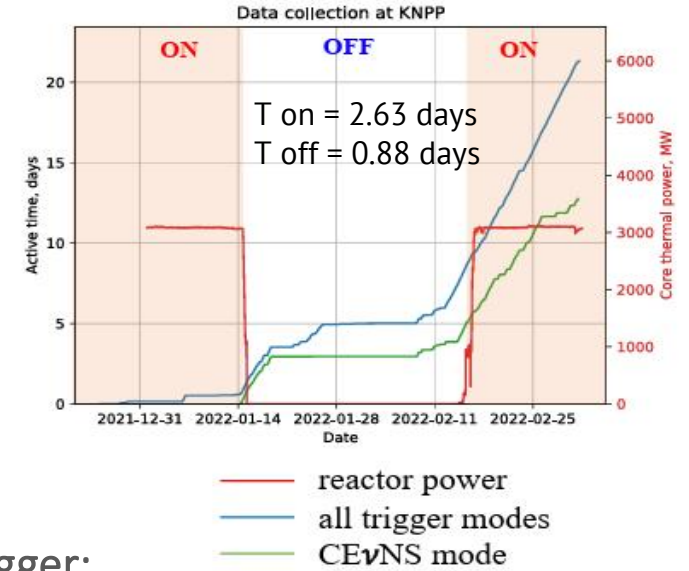 Data collection at KNPP
ON OFF ON
T on = 2.63 days
T off = 0.88 days
Active time, days
20
15
10
5
0
6000
5000
4000
3000
2000
1000
0
Core thermal power, MW
2021-12-31 2022-01-14 2022-01-28 2022-02-11 2022-02-25
Date
reactor power
all trigger modes
CEνNS mode